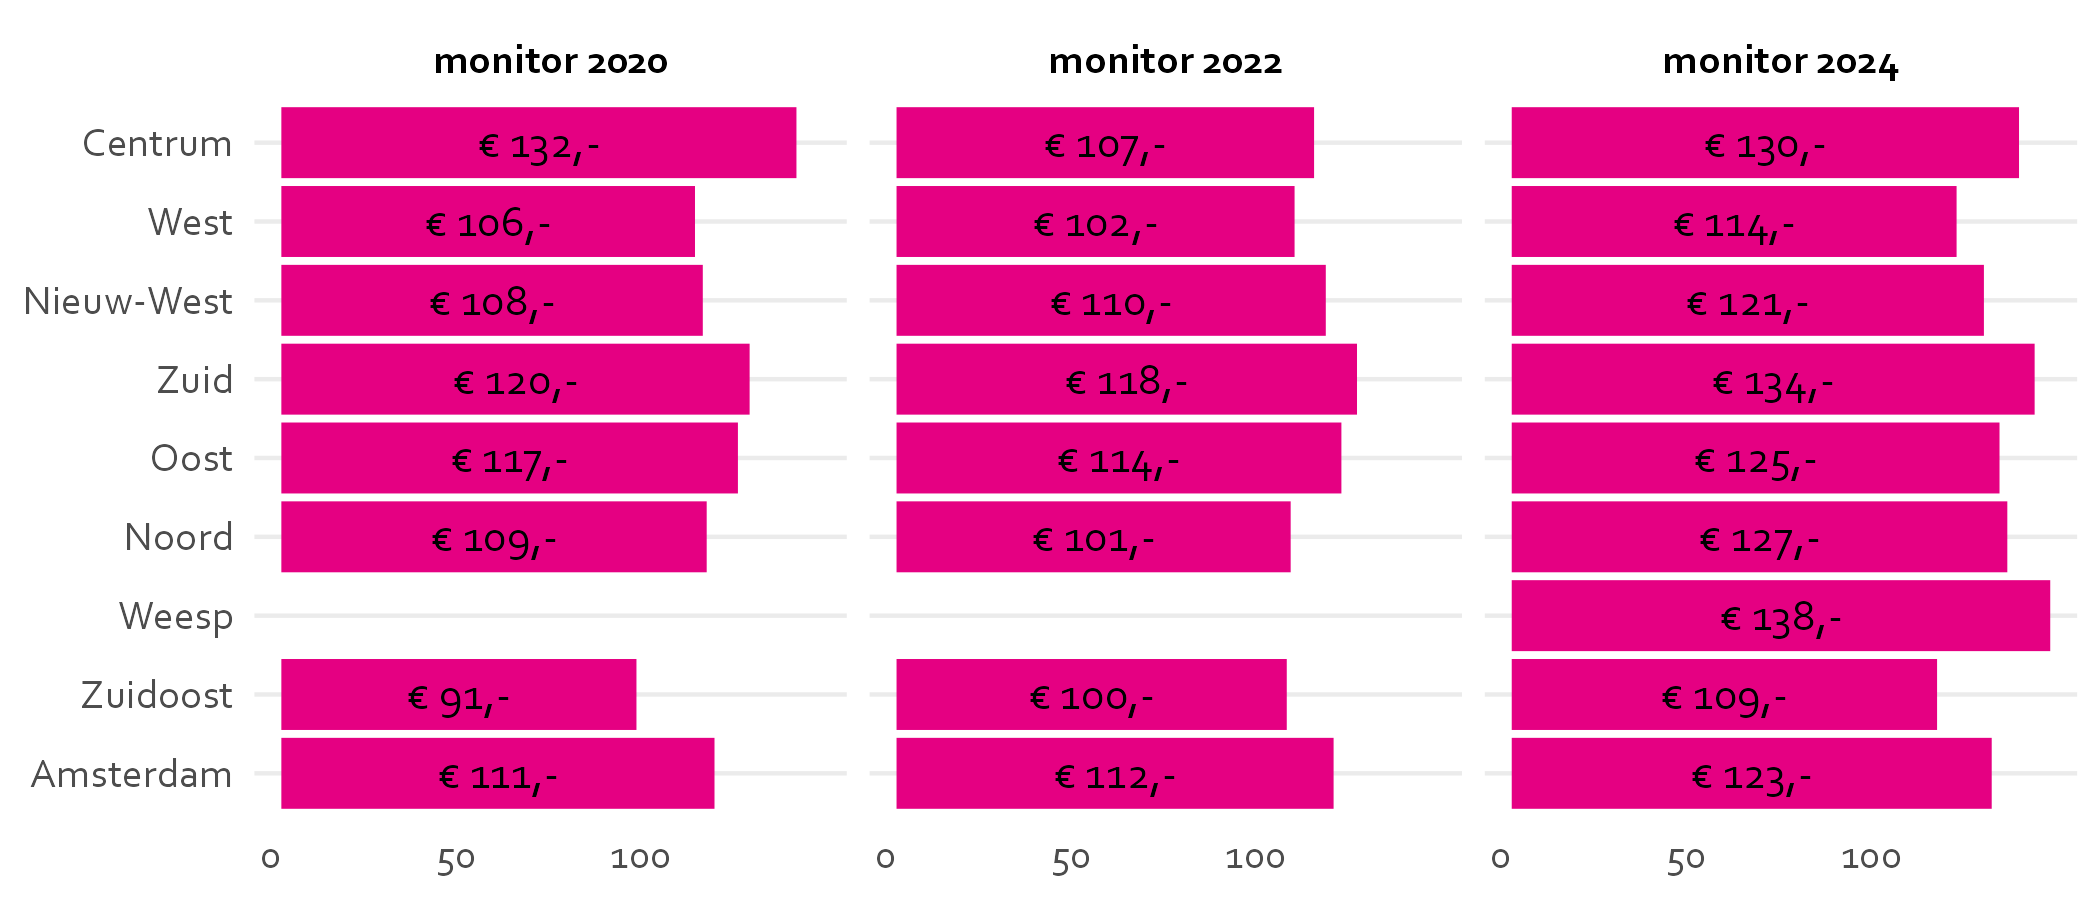 monitor 2020 monitor 2022 monitor 2024
Centrum € 132,- € 107,- € 130,-
West € 106,- € 102,- € 114,-
Nieuw-West € 108,- € 110,- € 121,-
Zuid € 120,- € 118,- € 134,-
Oost € 117,- € 114,- € 125,-
Noord € 109,- € 101,- € 127,-
Weesp € 138,-
Zuidoost € 91,- € 100,- € 109,-
Amsterdam € 111,- € 112,- € 123,-
0 50 100 0 50 100 0 50 100